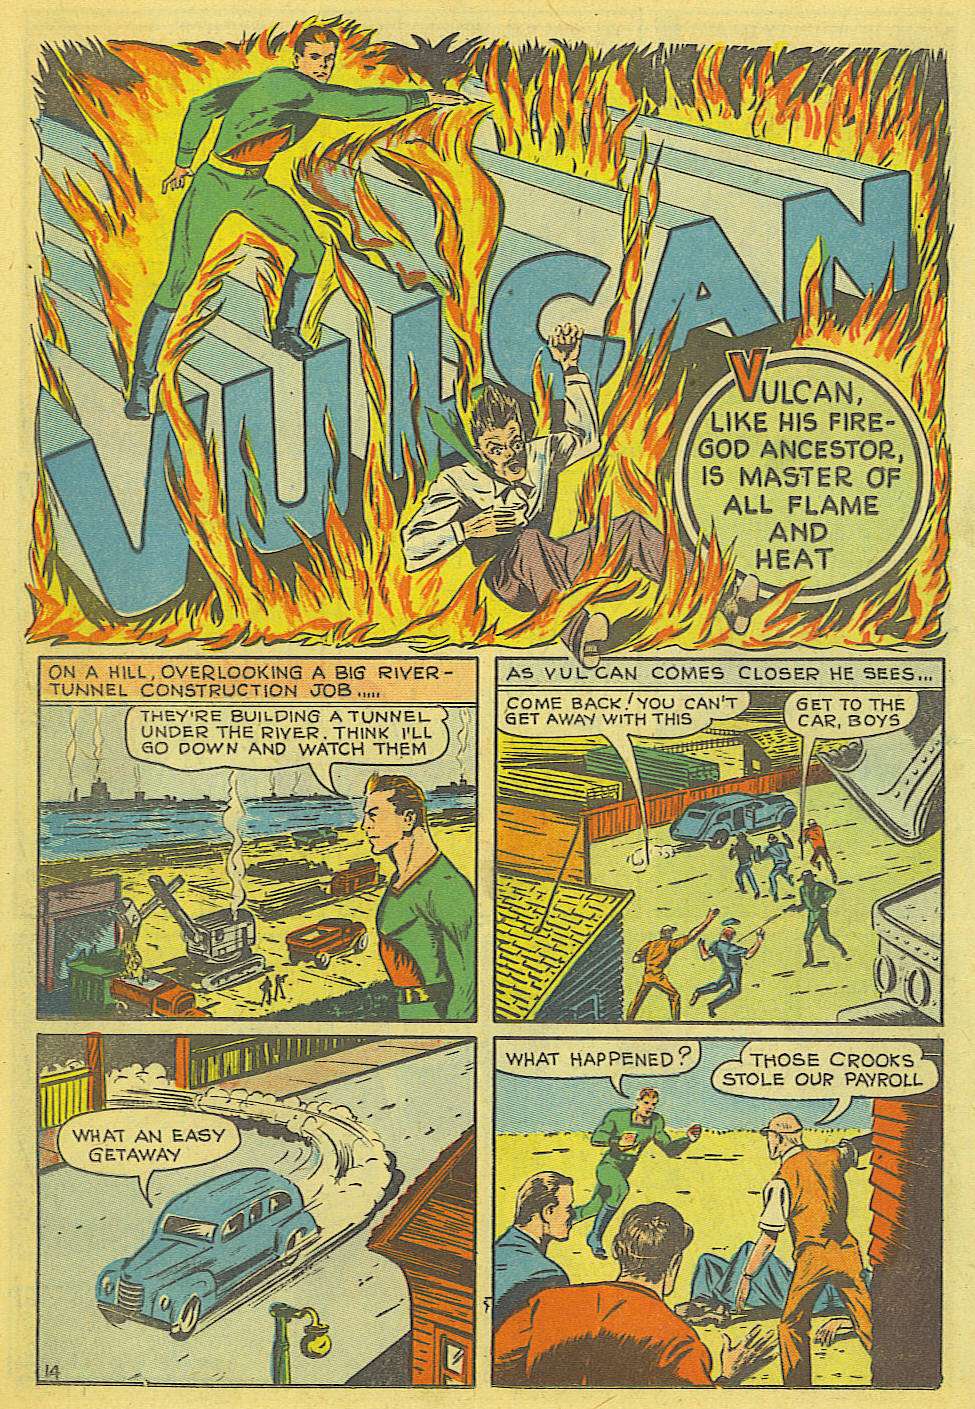 VULCAN
VULCAN,
LIKE HIS FIRE-
GOD ANCESTOR,
IS MASTER OF
ALL FLAME
AND
HEAT
ON A HILL, OVERLOOKING A BIG RIVER-
TUNNEL CONSTRUCTION JOB.....
THEY'RE BUILDING A TUNNEL
UNDER THE RIVER. THINK I'LL
GO DOWN AND WATCH THEM
AS VULCAN COMES CLOSER HE SEES...
COME BACK! YOU CAN'T
GET AWAY WITH THIS
GET TO THE
CAR, BOYS
WHAT AN EASY
GETAWAY
14
WHAT HAPPENED?
THOSE CROOKS
STOLE OUR PAYROLL